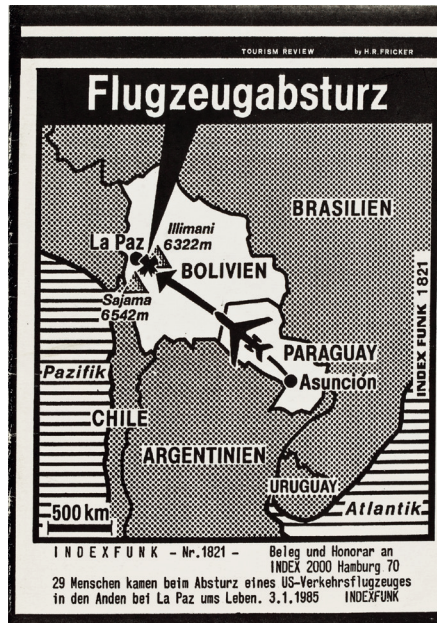 TOURISM REVIEW by H.R.FRICKER
Flugzeugabsturz
BRASILIEN
Illimani
6322m
La Paz
BOLIVIEN
Sajama
6542m
INDEX FUNK 1821
PARAGUAY
Pazifik
Asunción
CHILE
ARGENTINIEN
URUGUAY
Atlantik
500 km
INDEXFUNK - Nr.1821 - Beleg und Honorar an
INDEX 2000 Hamburg 70
29 Menschen kamen beim Absturz eines US-Verkehrsflugzeuges
in den Anden bei La Paz ums Leben. 3.1.1985 INDEXFUNK